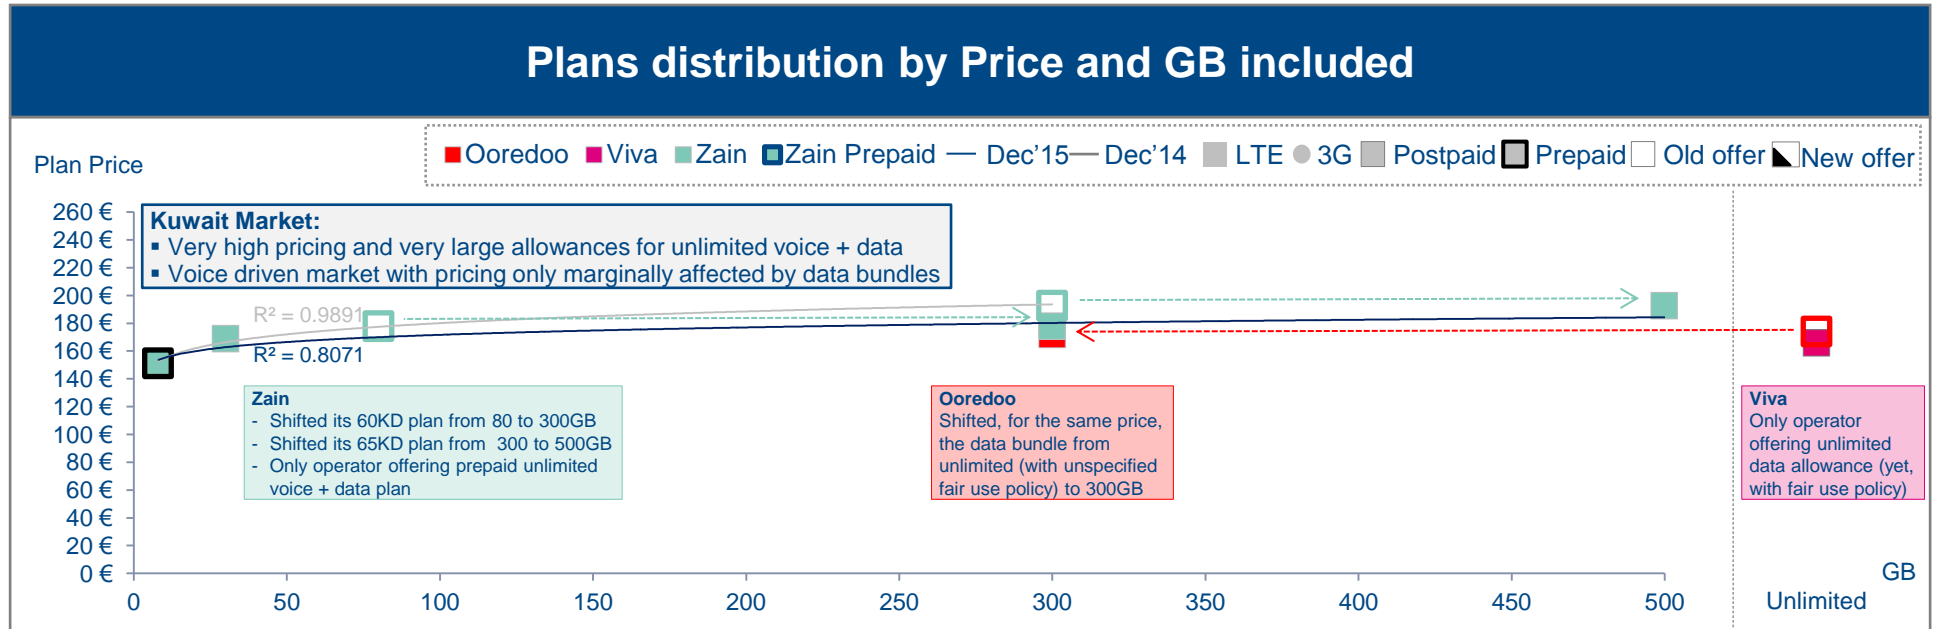 Plans distribution by Price and GB included
Plan Price
Ooredoo Viva Zain Zain Prepaid Dec’15 Dec’14 LTE 3G Postpaid Prepaid Old offer New offer
260 €
240 €
220 €
200 €
180 €
160 €
140 €
120 €
100 €
80 €
60 €
40 €
20 €
0 €
Kuwait Market:
▪ Very high pricing and very large allowances for unlimited voice + data
▪ Voice driven market with pricing only marginally affected by data bundles
R² = 0.9891
R² = 0.8071
Zain
- Shifted its 60KD plan from 80 to 300GB
- Shifted its 65KD plan from 300 to 500GB
- Only operator offering prepaid unlimited
voice + data plan
Ooredoo
Shifted, for the same price,
the data bundle from
unlimited (with unspecified
fair use policy) to 300GB
Viva
Only operator
offering unlimited
data allowance (yet,
with fair use policy)
GB
0 50 100 150 200 250 300 350 400 450 500 Unlimited